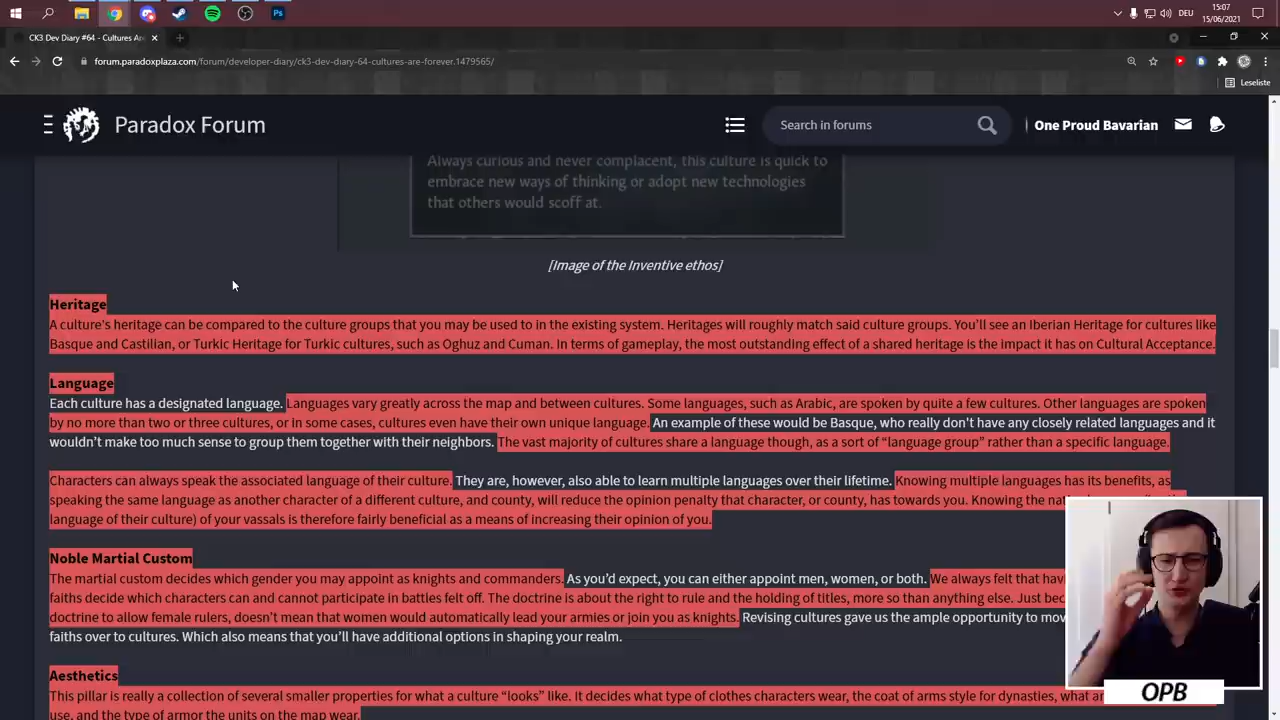 DEU
15:07
15/06/2021
CK3 Dev Diary #64 - Cultures Are
forum.paradoxplaza.com/forum/developer-diary/ck3-dev-diary-64-cultures-are-forever.1479565/
Leseliste
Paradox Forum
Search in forums
One Proud Bavarian
Always curious and never complacent, this culture is quick to
embrace new ways of thinking or adopt new technologies
that others would scoff at.
[Image of the Inventive ethos]
Heritage
A culture's heritage can be compared to the culture groups that you may be used to in the existing system. Heritages will roughly match said culture groups. You'll see an Iberian Heritage for cultures like
Basque and Castilian, or Turkic Heritage for Turkic cultures, such as Oghuz and Cuman. In terms of gameplay, the most outstanding effect of a shared heritage is the impact it has on Cultural Acceptance.
Language
Each culture has a designated language. Languages vary greatly across the map and between cultures. Some languages, such as Arabic, are spoken by quite a few cultures. Other languages are spoken
by no more than two or three cultures, or in some cases, cultures even have their own unique language. An example of these would be Basque, who really don't have any closely related languages and it
wouldn't make too much sense to group them together with their neighbors. The vast majority of cultures share a language though, as a sort of “language group” rather than a specific language.
Characters can always speak the associated language of their culture. They are, however, also able to learn multiple languages over their lifetime. Knowing multiple languages has its benefits, as
speaking the same language as another character of a different culture, and county, will reduce the opinion penalty that character, or county, has towards you. Knowing the
language of their culture) of your vassals is therefore fairly beneficial as a means of increasing their opinion of you.
Noble Martial Custom
The martial custom decides which gender you may appoint as knights and commanders. As you'd expect, you can either appoint men, women, or both. We always felt that
faiths decide which characters can and cannot participate in battles felt off. The doctrine is about the right to rule and the holding of titles, more so than anything else. Just
doctrine to allow female rulers, doesn't mean that women would automatically lead your armies or join you as knights. Revising cultures gave us the ample opportunity to
faiths over to cultures. Which also means that you'll have additional options in shaping your realm.
Aesthetics
This pillar is really a collection of several smaller properties for what a culture “looks” like. It decides what type of clothes characters wear, the coat of arms style for dynasties, what
use, and the type of armor the units on the map wear.
OPB